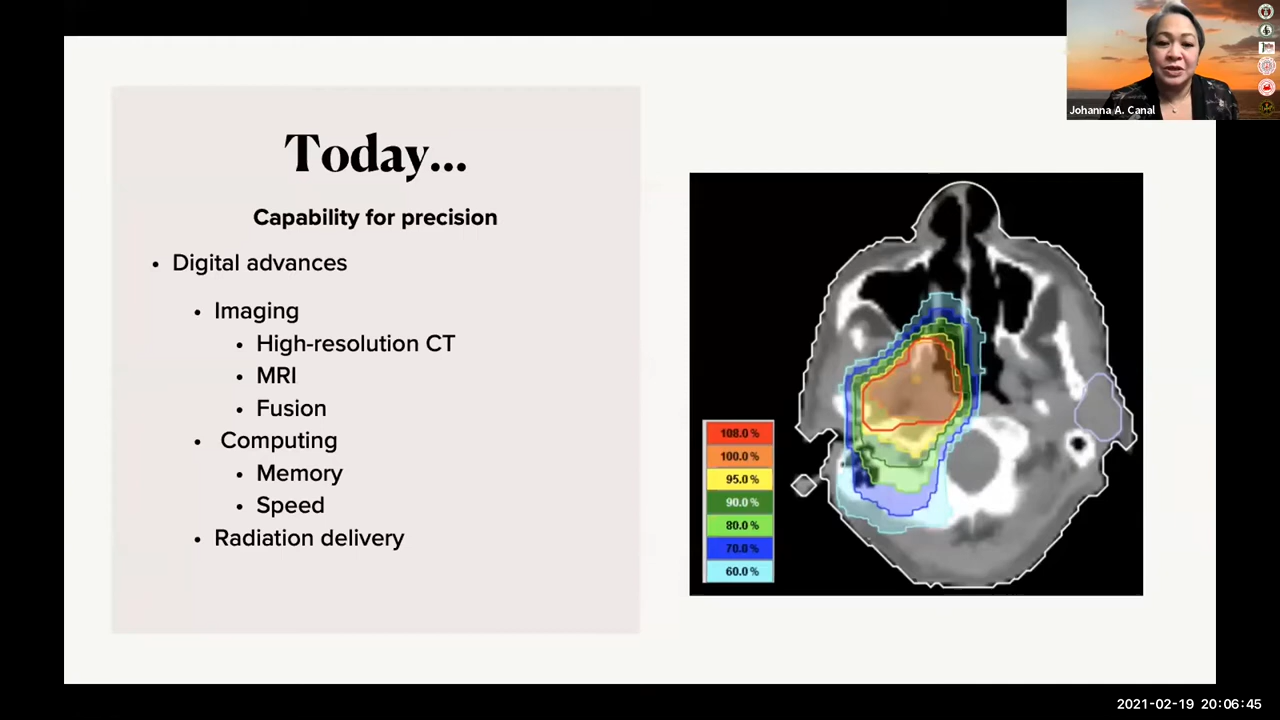 Today...
Capability for precision
• Digital advances
• Imaging
• High-resolution CT
• MRI
• Fusion
• Computing
• Memory
• Speed
• Radiation delivery
108.0 %
100.0 %
95.0 %
90.0 %
80.0 %
70.0 %
60.0 %
Johanna A. Canal
2021-02-19 20:06:45